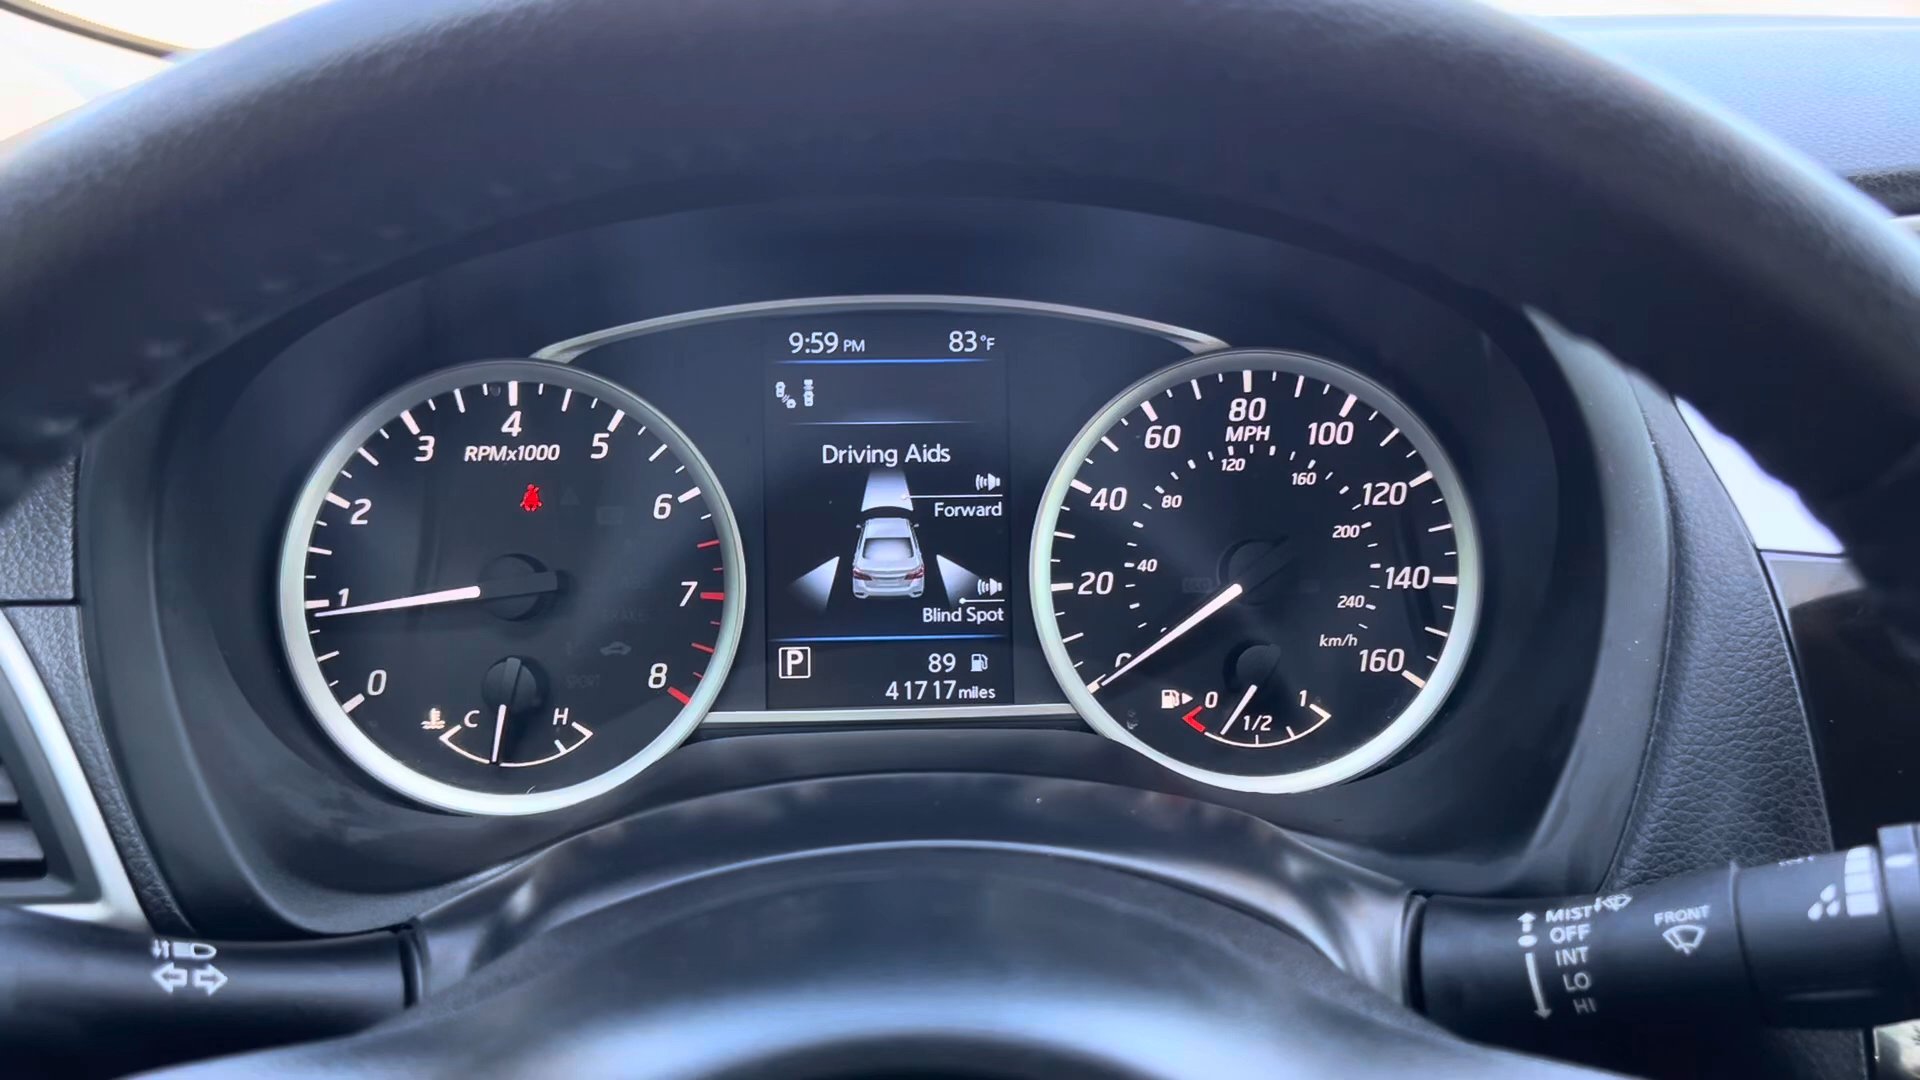 9:59 PM 83°F
Driving Aids
Forward
Blind Spot
P
89
41717 miles
0 1 2 3 4 5 6 7 8
RPMx1000
C H
20 40 60 80 100 120 140 160
MPH
40 80 120 160 200 240
km/h
0 1/2 1
MIST
OFF
INT
LO
HI
FRONT